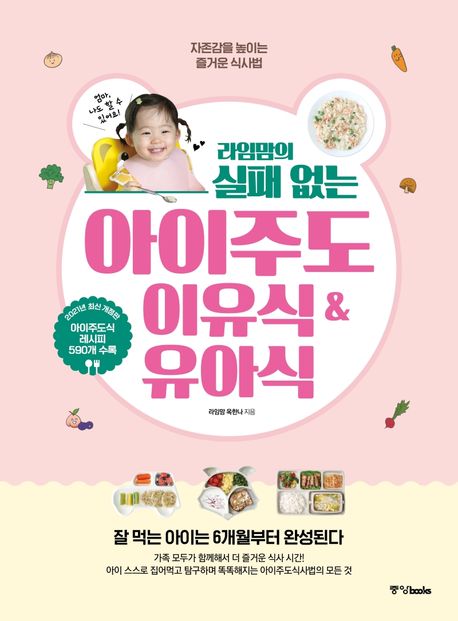 자존감을 높이는
즐거운 식사법
엄마,
나도 할 수
있어요!
라임맘의
실패 없는
아이주도
이유식 &
유아식
2021년 최신 개정판
아이주도식
레시피
590개 수록
라임맘 옥한나 지음
잘 먹는 아이는 6개월부터 완성된다
가족 모두가 함께해서 더 즐거운 식사 시간!
아이 스스로 집어먹고 탐구하며 똑똑해지는 아이주도식사법의 모든 것
중앙books